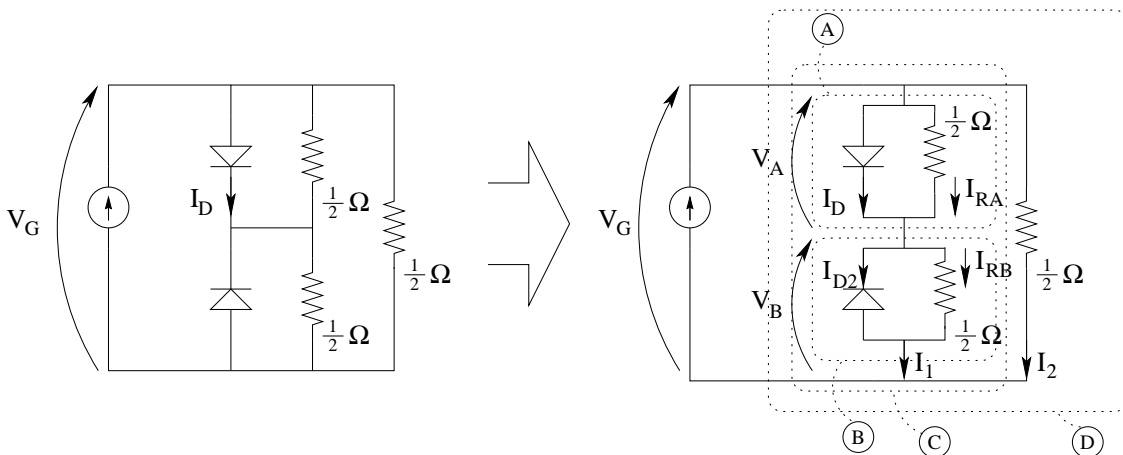 V_G
I_D
½ Ω
½ Ω
½ Ω
A
V_G
V_A
I_D
½ Ω
I_RA
V_B
I_D2
I_RB
½ Ω
½ Ω
I_1
I_2
B
C
D